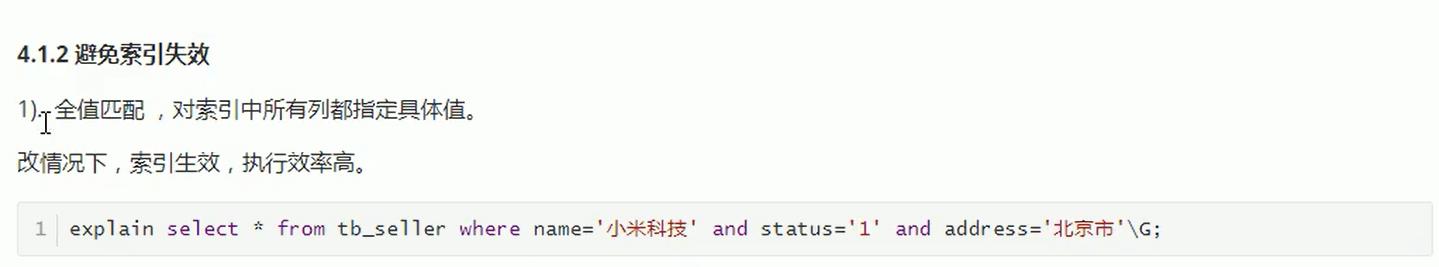 4.1.2 避免索引失效
1). 全值匹配 ，对索引中所有列都指定具体值。
改情况下，索引生效，执行效率高。
1 explain select * from tb_seller where name='小米科技' and status='1' and address='北京市'\G;